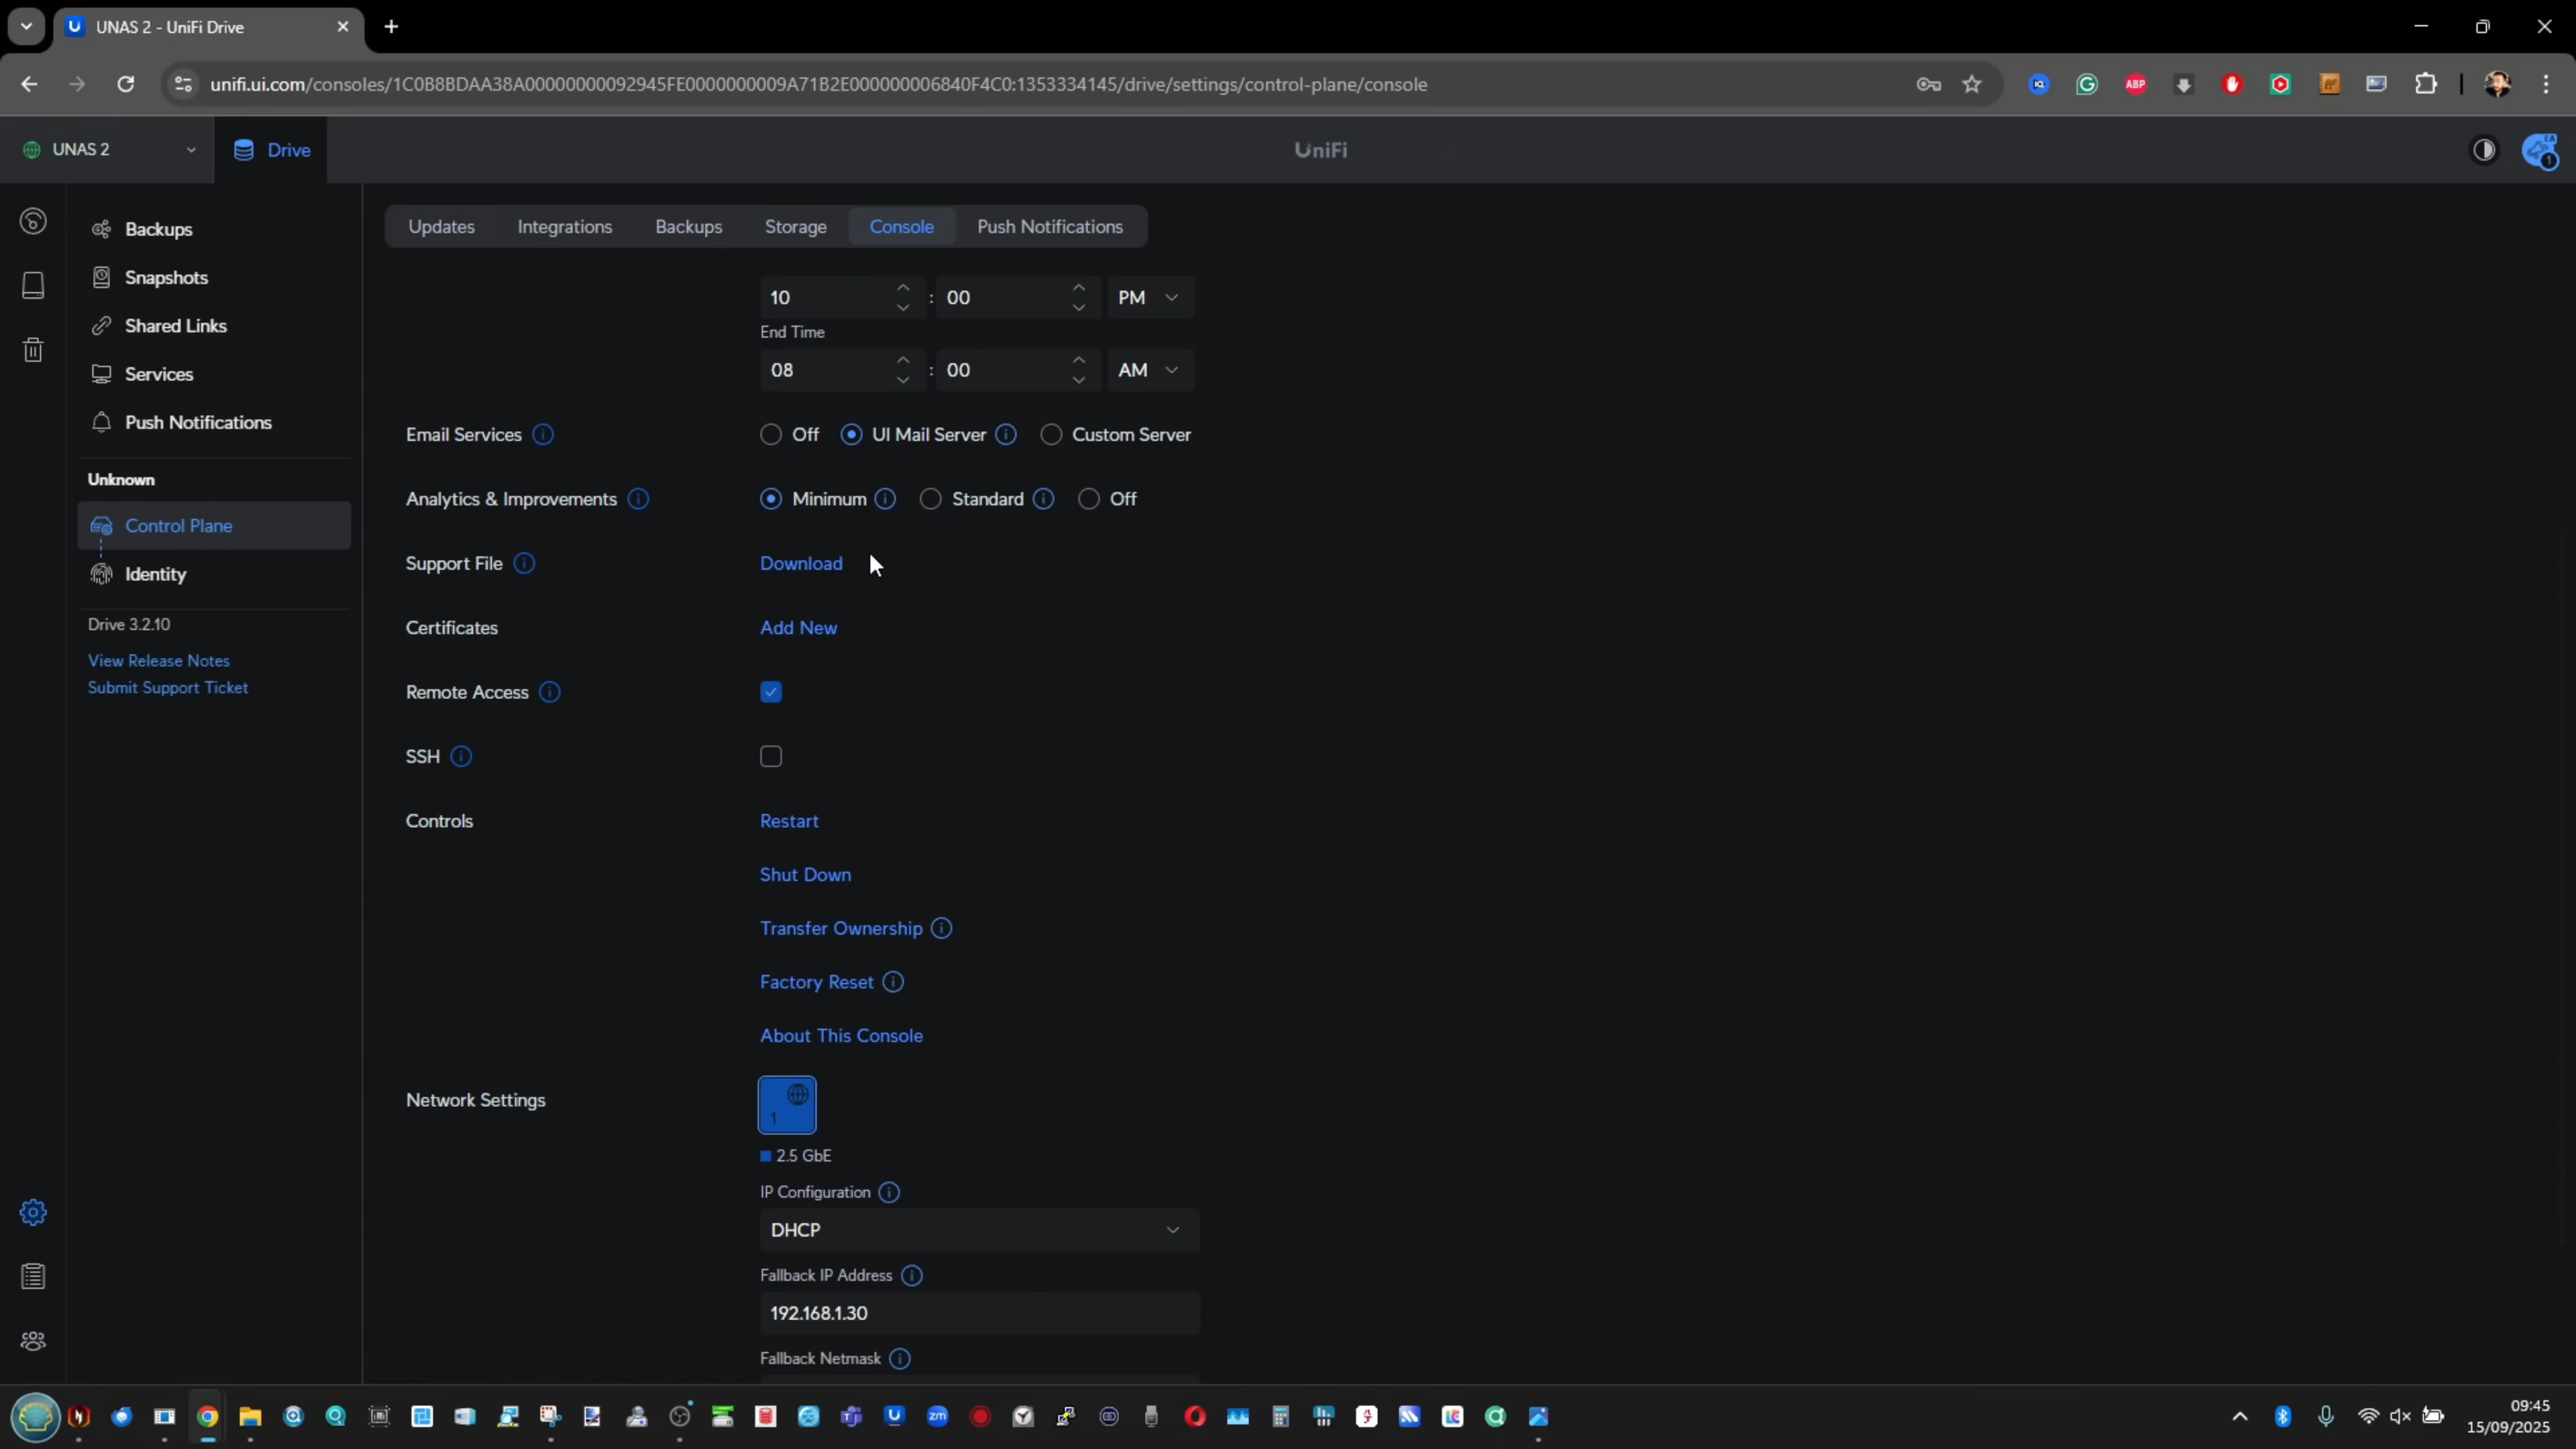 UNAS 2 - UniFi Drive
unifi.ui.com/consoles/1C0B8BDAA38A00000000092945FE0000000009A71B2E000000006840F4C0:1353334145/drive/settings/control-plane/console
UNAS 2
Drive
UniFi
Backups
Snapshots
Shared Links
Services
Push Notifications
Unknown
Control Plane
Identity
Drive 3.2.10
View Release Notes
Submit Support Ticket
Updates Integrations Backups Storage Console Push Notifications
10 : 00 PM
End Time
08 : 00 AM
Email Services Off UI Mail Server Custom Server
Analytics & Improvements Minimum Standard Off
Support File Download
Certificates Add New
Remote Access
SSH
Controls Restart
Shut Down
Transfer Ownership
Factory Reset
About This Console
Network Settings 1
2.5 GbE
IP Configuration
DHCP
Fallback IP Address
192.168.1.30
Fallback Netmask
ABP
zm
09:45
15/09/2025